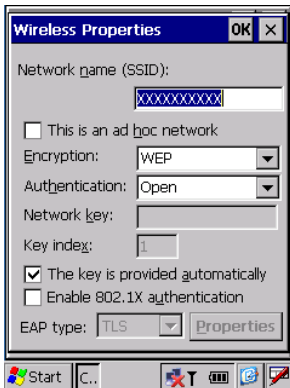 Wireless Properties OK ×
Network name (SSID):
XXXXXXXXXX
This is an ad hoc network
Encryption: WEP
Authentication: Open
Network key:
Key index: 1
The key is provided automatically
Enable 802.1X authentication
EAP type: TLS Properties
Start C..